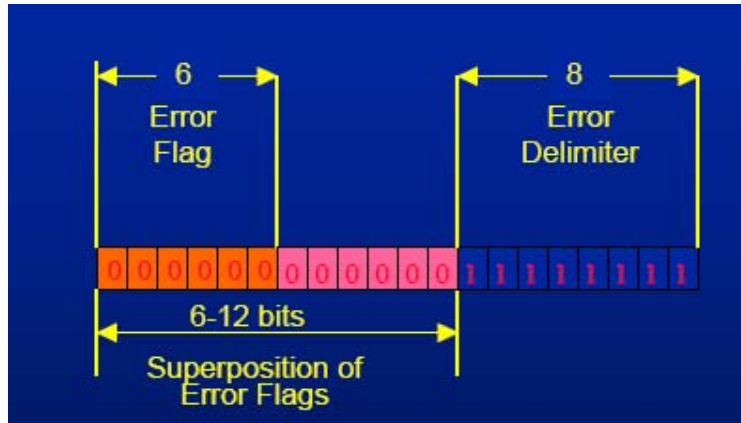 6
Error
Flag
8
Error
Delimiter
0 0 0 0 0 0 0 0 0 0 0 0 1 1 1 1 1 1 1 1
6-12 bits
Superposition of
Error Flags